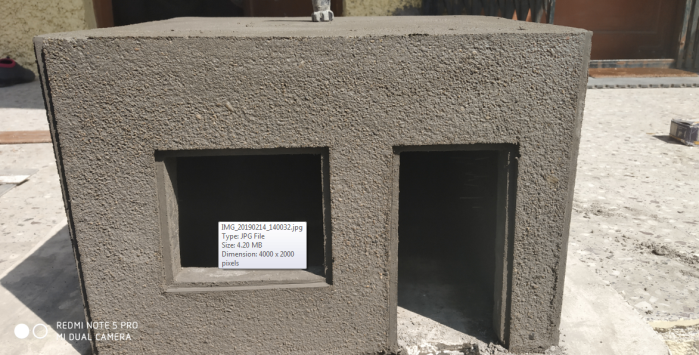 IMG_20190214_140032.jpg
Type: JPG File
Size: 4.20 MB
Dimension: 4000 x 2000
pixels
REDMI NOTE 5 PRO
MI DUAL CAMERA